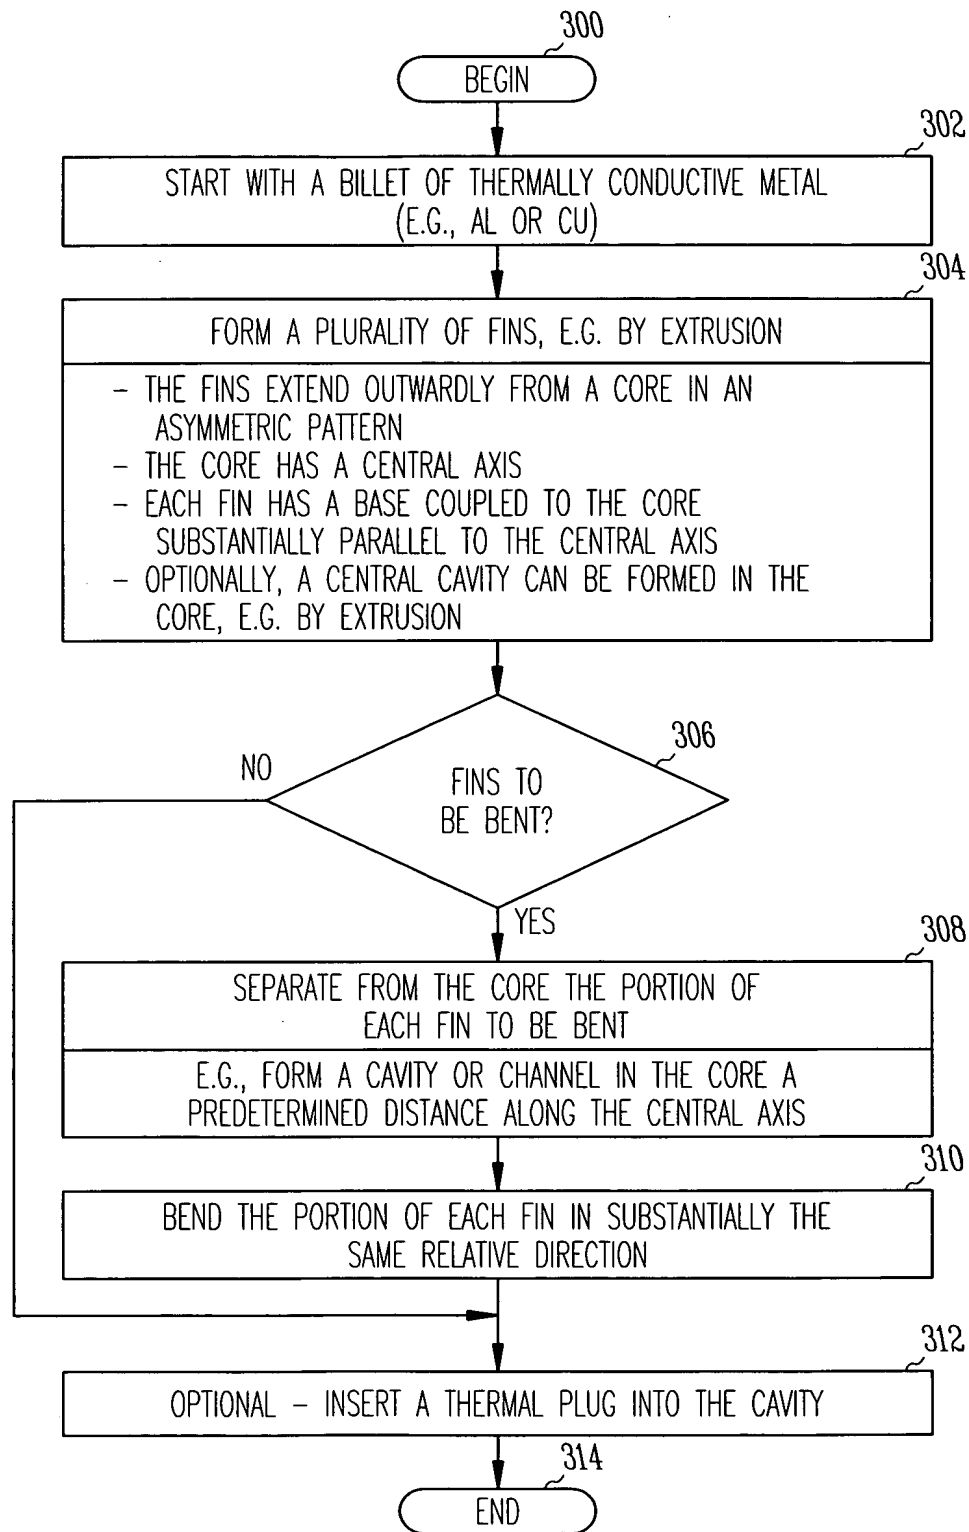 300
BEGIN
302
START WITH A BILLET OF THERMALLY CONDUCTIVE METAL
(E.G., AL OR CU)
304
FORM A PLURALITY OF FINS, E.G. BY EXTRUSION
– THE FINS EXTEND OUTWARDLY FROM A CORE IN AN
ASYMMETRIC PATTERN
– THE CORE HAS A CENTRAL AXIS
– EACH FIN HAS A BASE COUPLED TO THE CORE
SUBSTANTIALLY PARALLEL TO THE CENTRAL AXIS
– OPTIONALLY, A CENTRAL CAVITY CAN BE FORMED IN THE
CORE, E.G. BY EXTRUSION
306
NO
FINS TO
BE BENT?
YES
308
SEPARATE FROM THE CORE THE PORTION OF
EACH FIN TO BE BENT
E.G., FORM A CAVITY OR CHANNEL IN THE CORE A
PREDETERMINED DISTANCE ALONG THE CENTRAL AXIS
310
BEND THE PORTION OF EACH FIN IN SUBSTANTIALLY THE
SAME RELATIVE DIRECTION
312
OPTIONAL – INSERT A THERMAL PLUG INTO THE CAVITY
314
END